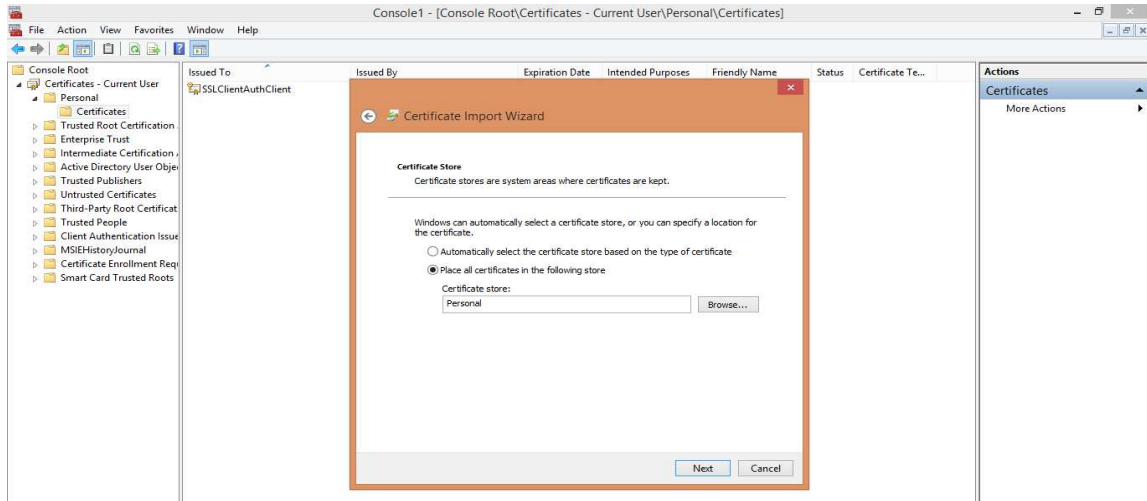 Console1 - [Console Root\Certificates - Current User\Personal\Certificates]
File Action View Favorites Window Help
Console Root
Certificates - Current User
Personal
Certificates
Trusted Root Certification
Enterprise Trust
Intermediate Certification
Active Directory User Obje
Trusted Publishers
Untrusted Certificates
Third-Party Root Certificat
Trusted People
Client Authentication Issue
MSIEHistoryJournal
Certificate Enrollment Requ
Smart Card Trusted Roots
Issued To Issued By Expiration Date Intended Purposes Friendly Name Status Certificate Te...
SSLClientAuthClient
Certificate Import Wizard
Certificate Store
Certificate stores are system areas where certificates are kept.
Windows can automatically select a certificate store, or you can specify a location for
the certificate.
Automatically select the certificate store based on the type of certificate
Place all certificates in the following store
Certificate store:
Personal Browse...
Next Cancel
Actions
Certificates
More Actions